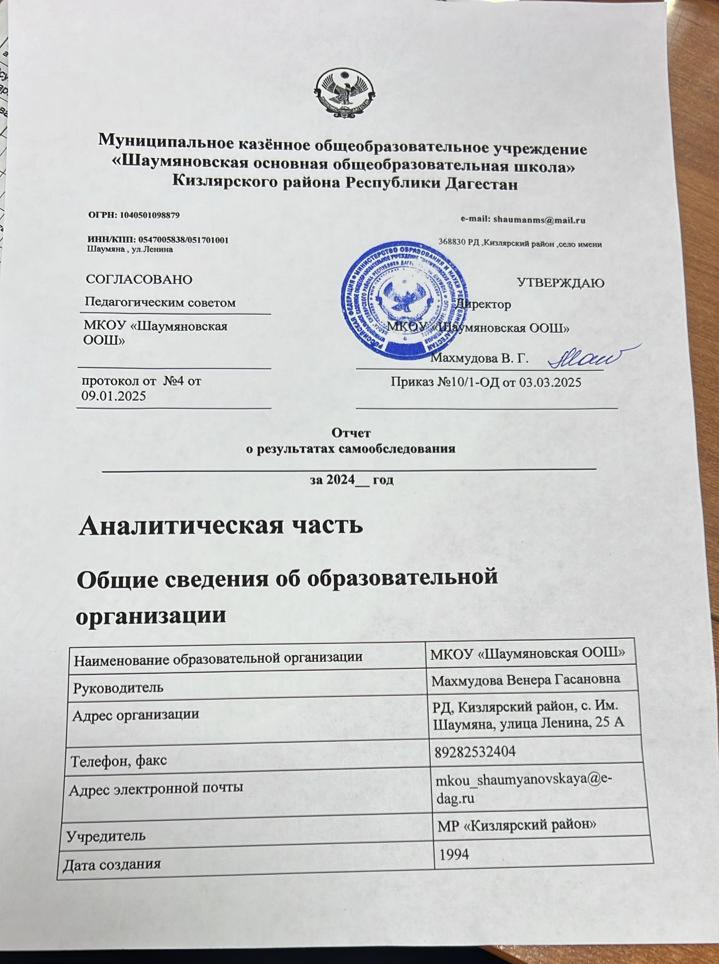 Муниципальное казённое общеобразовательное учреждение
«Шаумяновская основная общеобразовательная школа»
Кизлярского района Республики Дагестан
ОГРН: 1040501098879
e-mail: shaumanms@mail.ru
ИНН/КПП: 0547005838/051701001
368830 РД ,Кизлярский район ,село имени
Шаумяна , ул.Ленина
СОГЛАСОВАНО
УТВЕРЖДАЮ
Педагогическим советом
Директор
МКОУ «Шаумяновская
ООШ»
МКОУ «Шаумяновская ООШ»
Махмудова В. Г.
протокол от №4 от
09.01.2025
Приказ №10/1-ОД от 03.03.2025
Отчет
о результатах самообследования
за 2024__ год
Аналитическая часть
Общие сведения об образовательной
организации
Наименование образовательной организации
МКОУ «Шаумяновская ООШ»
Руководитель
Махмудова Венера Гасановна
Адрес организации
РД, Кизлярский район, с. Им.
Шаумяна, улица Ленина, 25 А
Телефон, факс
89282532404
Адрес электронной почты
mkou_shaumyanovskaya@e-
dag.ru
Учредитель
МР «Кизлярский район»
Дата создания
1994